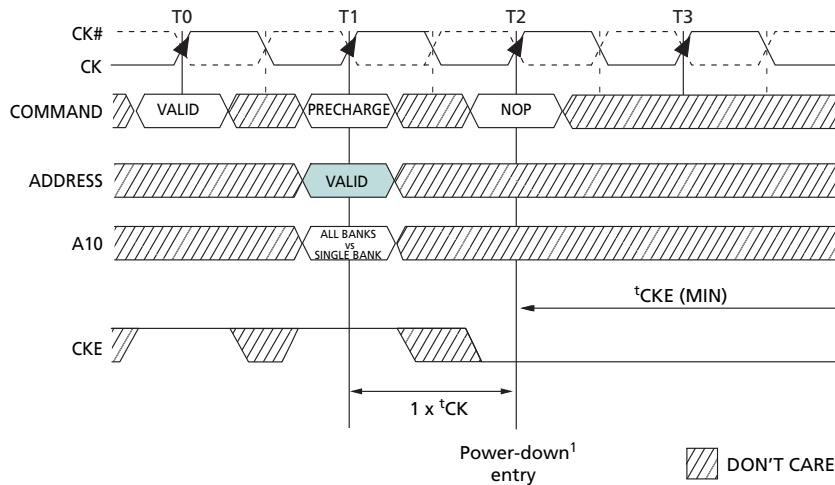 T0 T1 T2 T3
CK#
CK
COMMAND VALID PRECHARGE NOP
ADDRESS VALID
A10 ALL BANKS
vs
SINGLE BANK
tCKE (MIN)
CKE
1 x tCK
Power-down1
entry
DON'T CARE